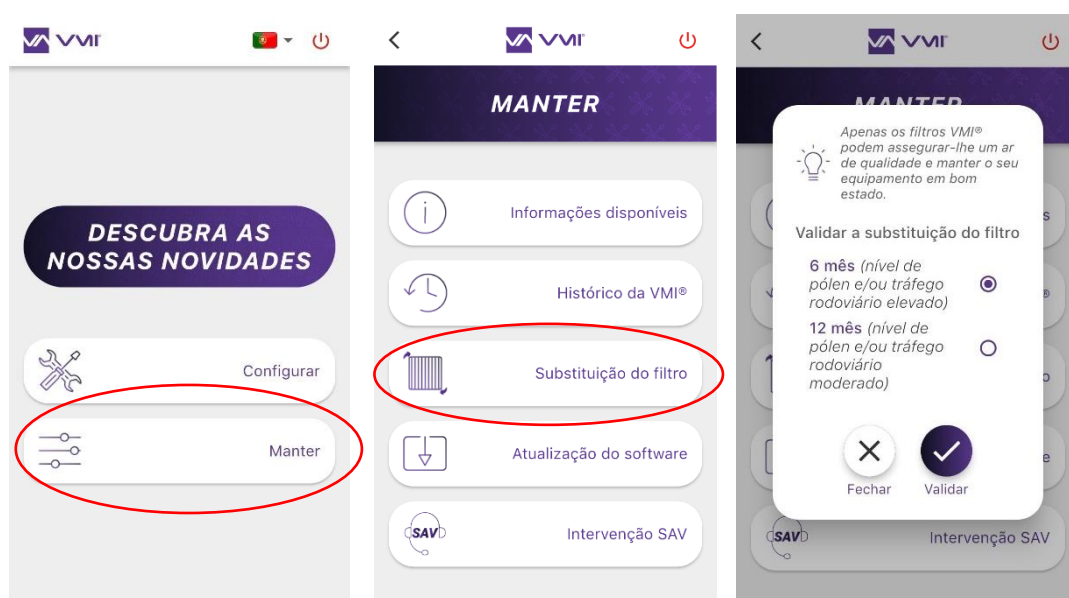 VMI
DESCUBRA AS
NOSSAS NOVIDADES
Configurar
Manter
VMI
MANTER
Informações disponíveis
Histórico da VMI®
Substituição do filtro
Atualização do software
SAV
Intervenção SAV
VMI
MANTER
Apenas os filtros VMI®
podem assegurar-lhe um ar
de qualidade e manter o seu
equipamento em bom
estado.
Validar a substituição do filtro
6 mês (nível de
pólen e/ou tráfego
rodoviário elevado)
12 mês (nível de
pólen e/ou tráfego
rodoviário
moderado)
Fechar
Validar
SAV
Intervenção SAV